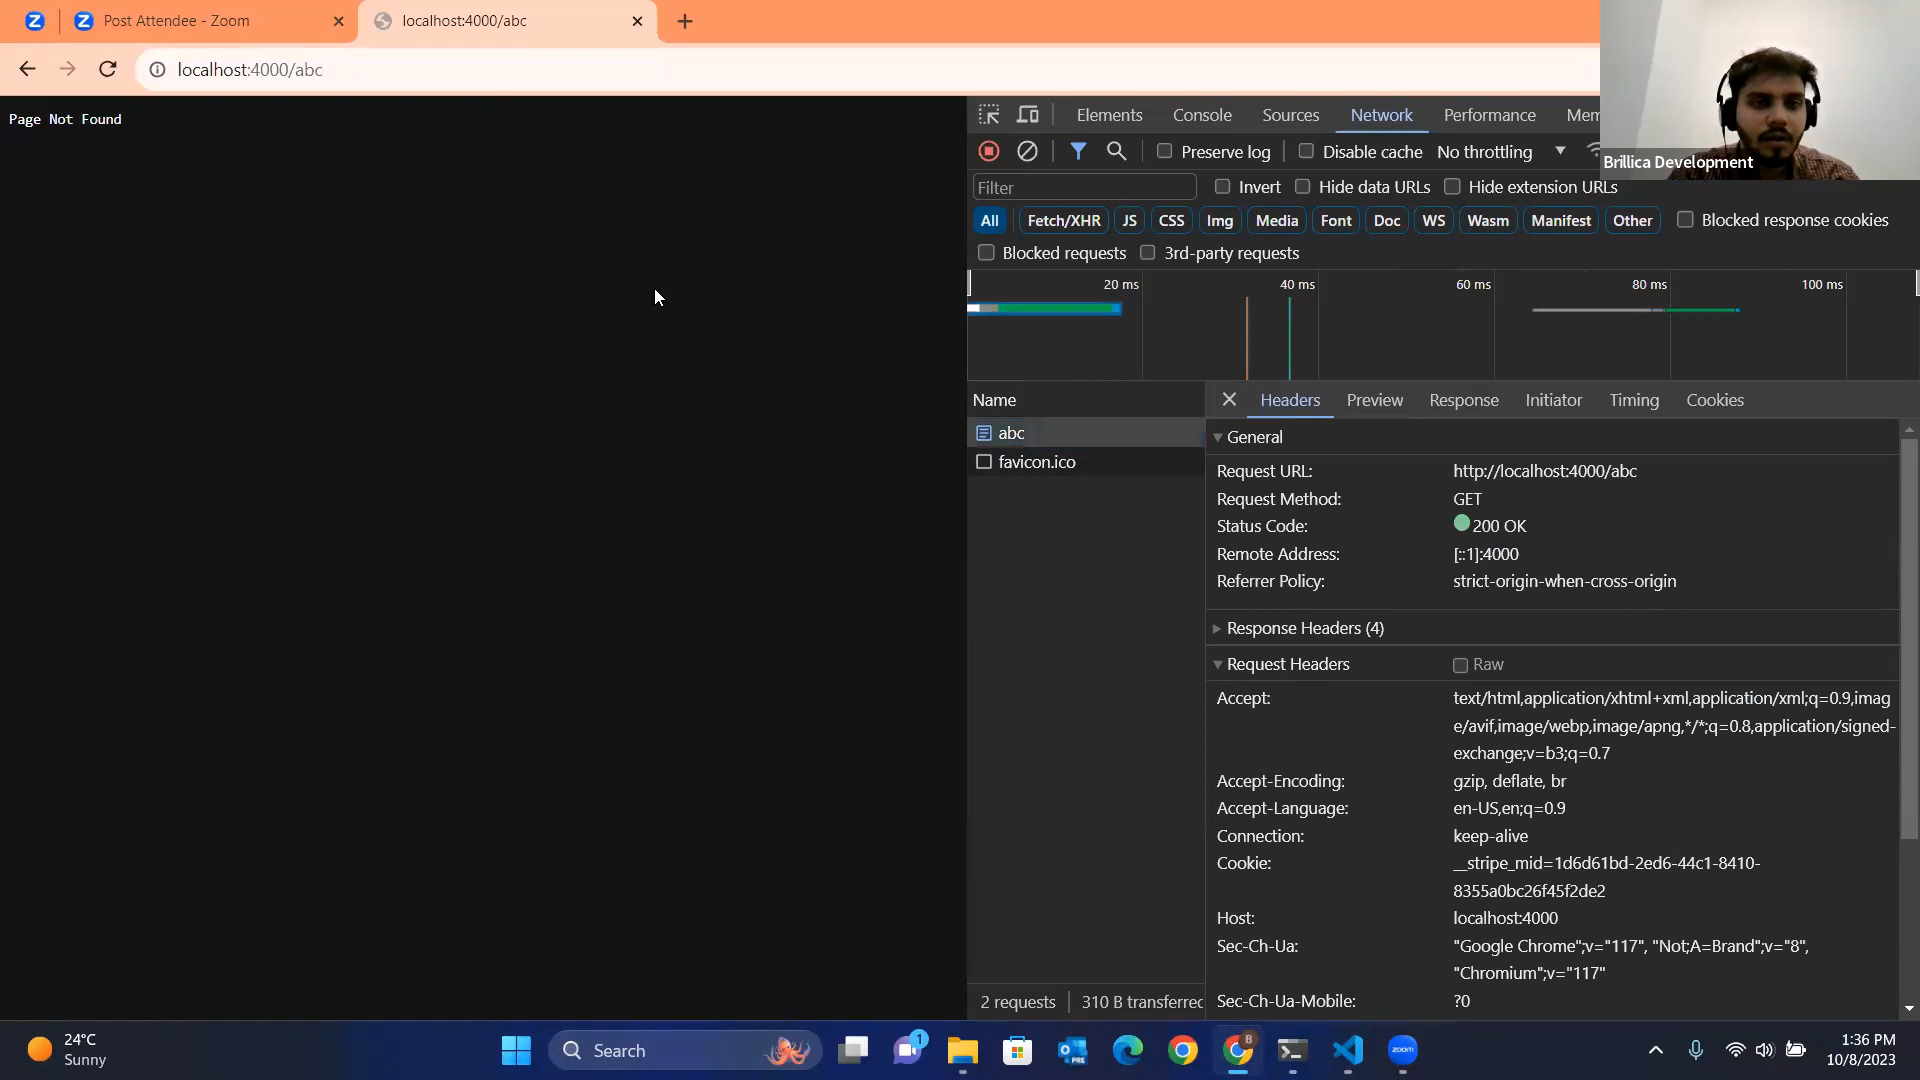 Post Attendee - Zoom
localhost:4000/abc
localhost:4000/abc
Page Not Found
Elements Console Sources Network Performance Mem
Preserve log Disable cache No throttling
Brillica Development
Filter Invert Hide data URLs Hide extension URLs
All Fetch/XHR JS CSS Img Media Font Doc WS Wasm Manifest Other Blocked response cookies
Blocked requests 3rd-party requests
20 ms 40 ms 60 ms 80 ms 100 ms
Name
abc
favicon.ico
Headers Preview Response Initiator Timing Cookies
General
Request URL: http://localhost:4000/abc
Request Method: GET
Status Code: 200 OK
Remote Address: [::1]:4000
Referrer Policy: strict-origin-when-cross-origin
Response Headers (4)
Request Headers Raw
Accept: text/html,application/xhtml+xml,application/xml;q=0.9,imag
e/avif,image/webp,image/apng,*/*;q=0.8,application/signed-
exchange;v=b3;q=0.7
Accept-Encoding: gzip, deflate, br
Accept-Language: en-US,en;q=0.9
Connection: keep-alive
Cookie: __stripe_mid=1d6d61bd-2ed6-44c1-8410-
8355a0bc26f45f2de2
Host: localhost:4000
Sec-Ch-Ua: "Google Chrome";v="117", "Not;A=Brand";v="8",
"Chromium";v="117"
Sec-Ch-Ua-Mobile: ?0
2 requests 310 B transferred
24°C
Sunny
Search
1
PRE
B
zoom
1:36 PM
10/8/2023